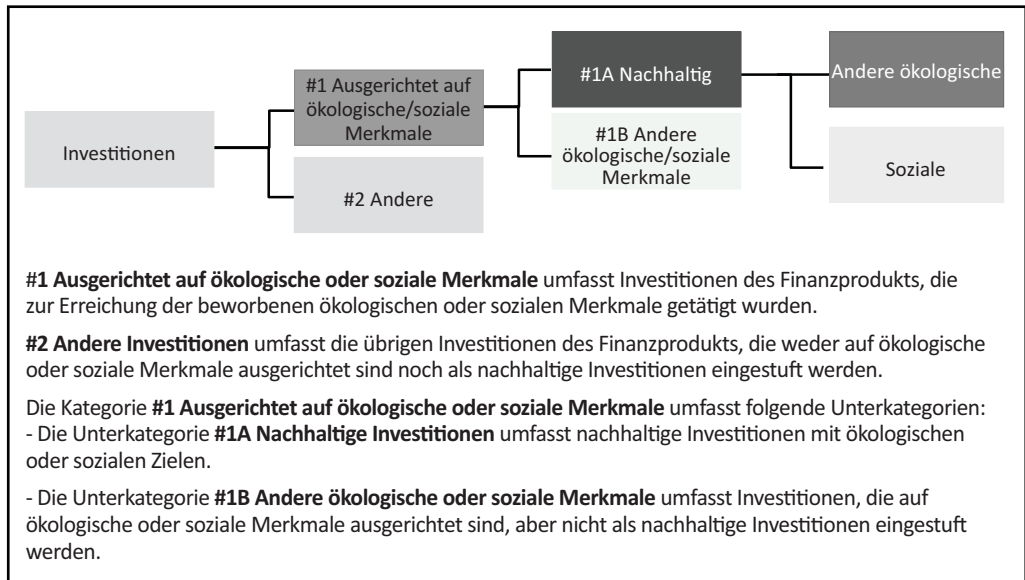 Investitionen
#1 Ausgerichtet auf
ökologische/soziale
Merkmale
#2 Andere
#1A Nachhaltig
#1B Andere
ökologische/soziale
Merkmale
Andere ökologische
Soziale
#1 Ausgerichtet auf ökologische oder soziale Merkmale umfasst Investitionen des Finanzprodukts, die
zur Erreichung der beworbenen ökologischen oder sozialen Merkmale getätigt wurden.
#2 Andere Investitionen umfasst die übrigen Investitionen des Finanzprodukts, die weder auf ökologische
oder soziale Merkmale ausgerichtet sind noch als nachhaltige Investitionen eingestuft werden.
Die Kategorie #1 Ausgerichtet auf ökologische oder soziale Merkmale umfasst folgende Unterkategorien:
- Die Unterkategorie #1A Nachhaltige Investitionen umfasst nachhaltige Investitionen mit ökologischen
oder sozialen Zielen.
- Die Unterkategorie #1B Andere ökologische oder soziale Merkmale umfasst Investitionen, die auf
ökologische oder soziale Merkmale ausgerichtet sind, aber nicht als nachhaltige Investitionen eingestuft
werden.